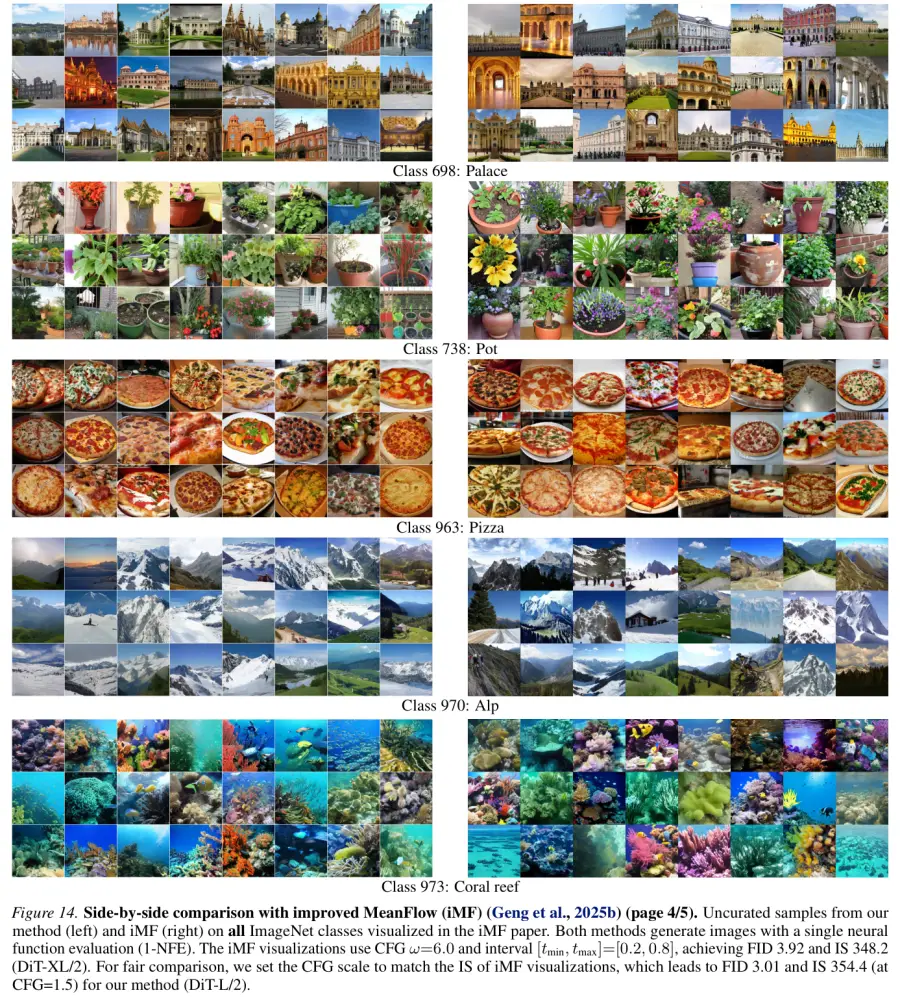 Class 698: Palace
Class 738: Pot
Class 963: Pizza
Class 970: Alp
Class 973: Coral reef
Figure 14. Side-by-side comparison with improved MeanFlow (iMF) (Geng et al., 2025b) (page 4/5). Uncurated samples from our
method (left) and iMF (right) on all ImageNet classes visualized in the iMF paper. Both methods generate images with a single neural
function evaluation (1-NFE). The iMF visualizations use CFG ω=6.0 and interval [tmin, tmax]=[0.2, 0.8], achieving FID 3.92 and IS 348.2
(DiT-XL/2). For fair comparison, we set the CFG scale to match the IS of iMF visualizations, which leads to FID 3.01 and IS 354.4 (at
CFG=1.5) for our method (DiT-L/2).